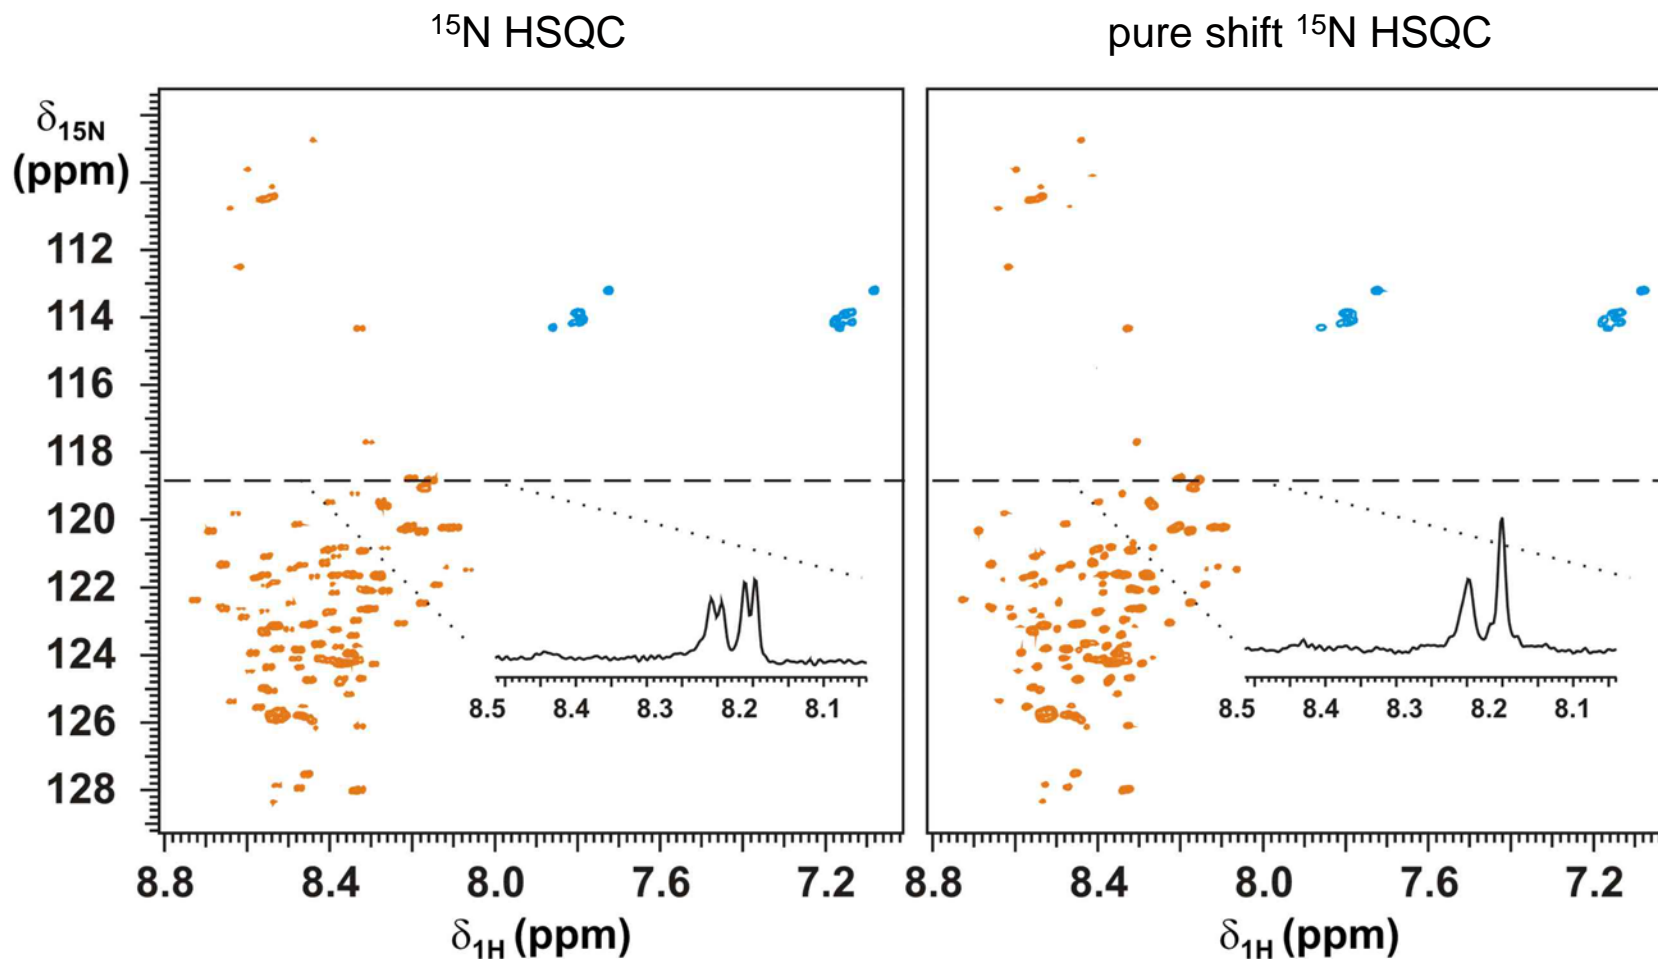 ¹⁵N HSQC
pure shift ¹⁵N HSQC
δ15N
(ppm)
112
114
116
118
120
122
124
126
128
8.5 8.4 8.3 8.2 8.1
8.5 8.4 8.3 8.2 8.1
8.8 8.4 8.0 7.6 7.2
8.8 8.4 8.0 7.6 7.2
δ1H (ppm)
δ1H (ppm)